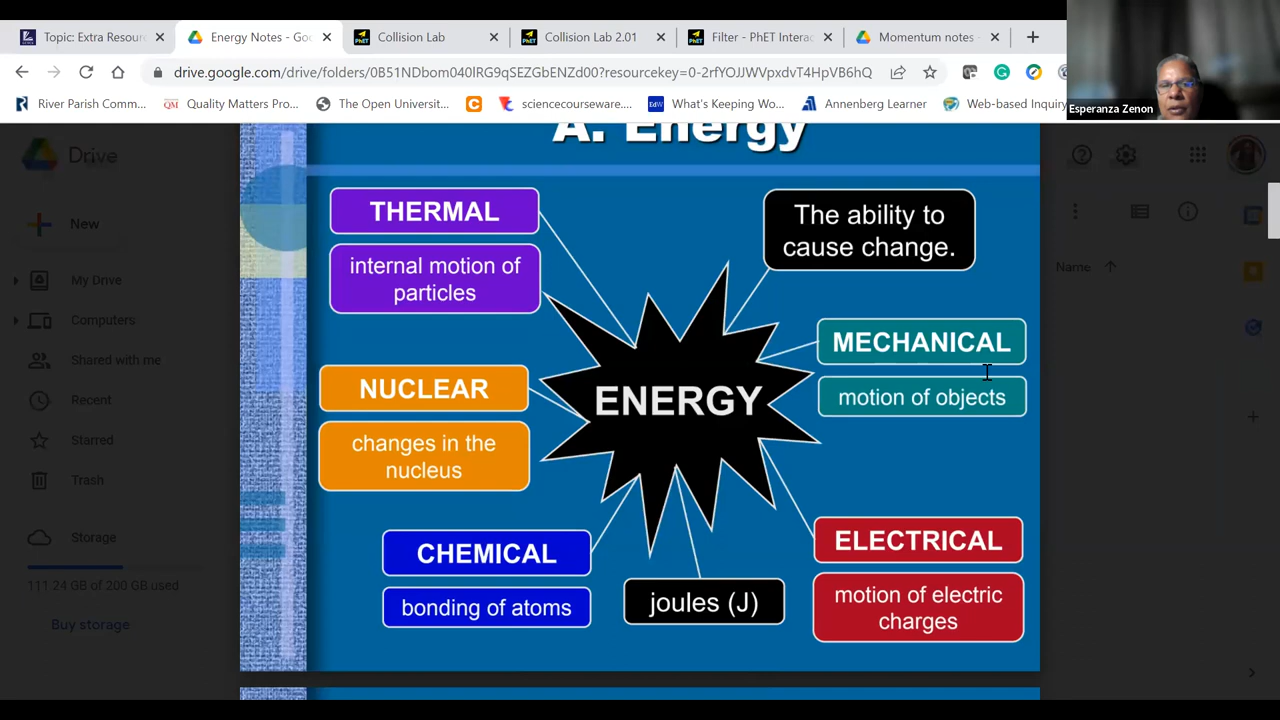 Topic: Extra Resour
Energy Notes - Goo
Collision Lab
Collision Lab 2.01
Filter - PhET Interac
Momentum notes -
drive.google.com/drive/folders/0B51NDbom040lRG9qSEZGbENZd00?resourcekey=0-2rfYOJJWVpxdvT4HpVB6hQ
River Parish Comm...
Quality Matters Pro...
The Open Universit...
sciencecourseware....
What's Keeping Wo...
Annenberg Learner
Web-based Inquiry
Esperanza Zenon
Drive
New
My Drive
Computers
Shared with me
Recent
Starred
Trash
Storage
111.24 GB of 200 GB used
Buy storage
Name
A. Energy
THERMAL
internal motion of
particles
The ability to
cause change.
MECHANICAL
motion of objects
ENERGY
NUCLEAR
changes in the
nucleus
CHEMICAL
bonding of atoms
joules (J)
ELECTRICAL
motion of electric
charges